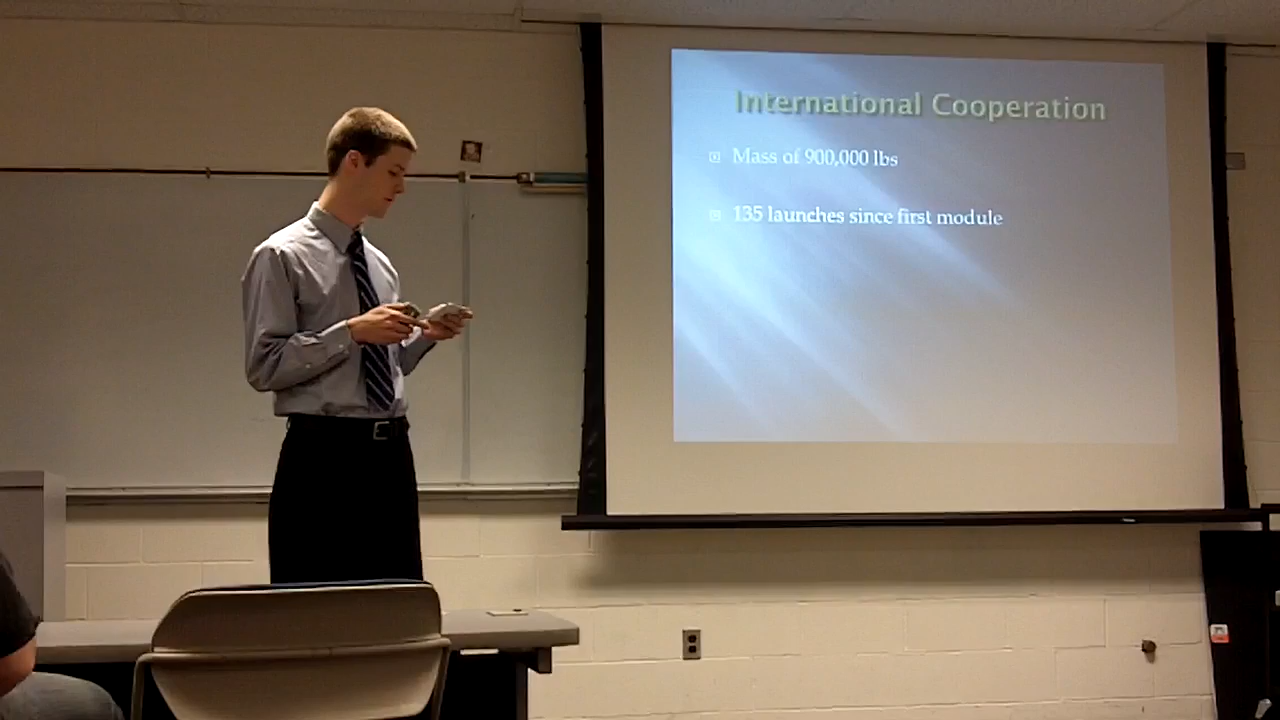 International Cooperation
Mass of 900,000 lbs
135 launches since first module